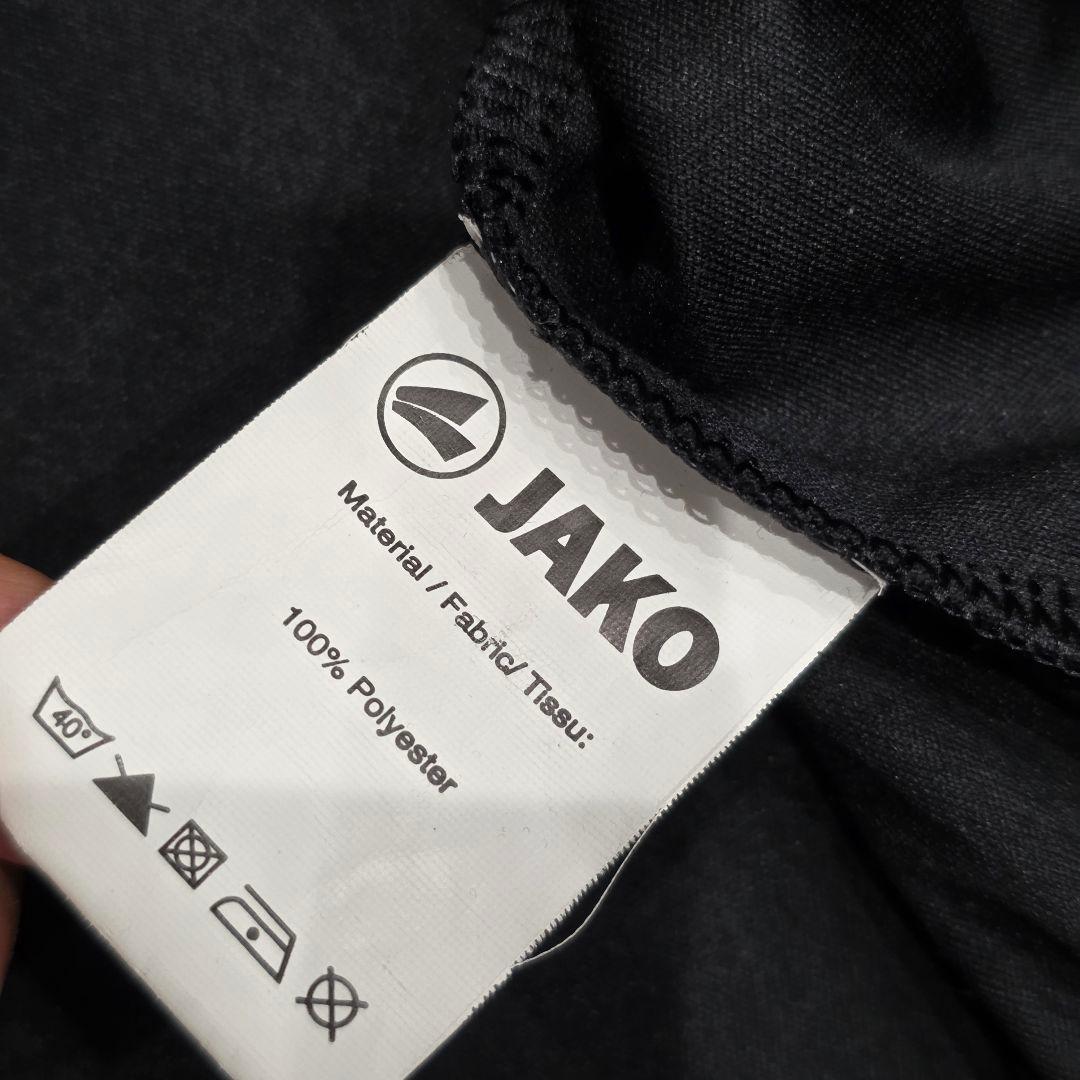 JAKO
Material / Fabric/ Tissu:
100% Polyester
40°